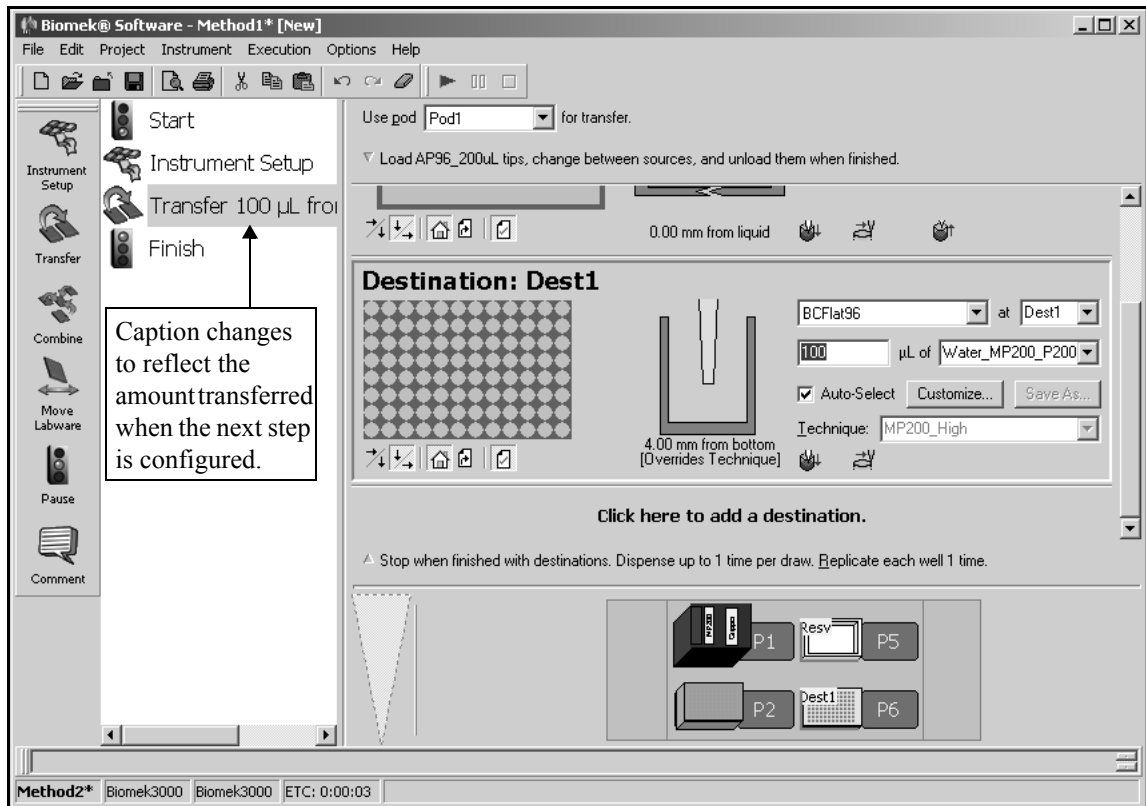 Biomek® Software - Method1* [New]
File Edit Project Instrument Execution Options Help
Instrument
Setup
Transfer
Combine
Move
Labware
Pause
Comment
Start
Instrument Setup
Transfer 100 µL fro
Finish
Caption changes
to reflect the
amount transferred
when the next step
is configured.
Use pod Pod1 for transfer.
Load AP96_200uL tips, change between sources, and unload them when finished.
0.00 mm from liquid
Destination: Dest1
BCFlat96 at Dest1
100 µL of Water_MP200_P200
Auto-Select Customize... Save As...
Technique: MP200_High
4.00 mm from bottom
[Overrides Technique]
Click here to add a destination.
Stop when finished with destinations. Dispense up to 1 time per draw. Replicate each well 1 time.
MP200
P1
Resv
P5
P2
Dest1
P6
Method2* Biomek3000 Biomek3000 ETC: 0:00:03